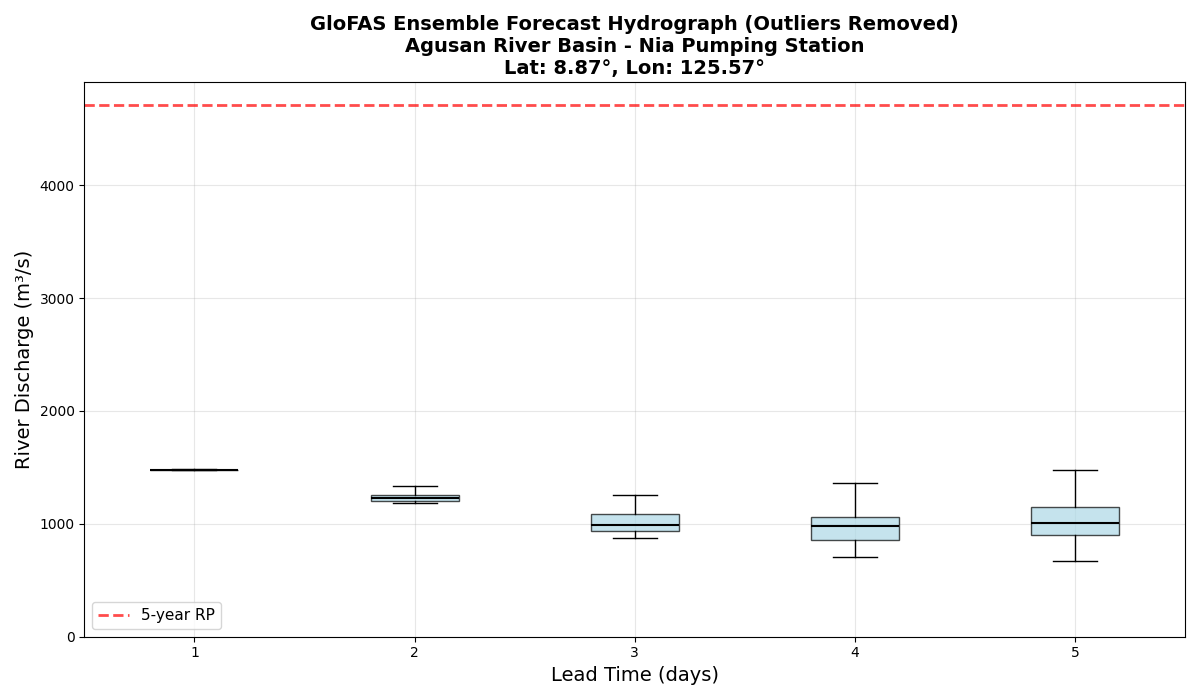 GloFAS Ensemble Forecast Hydrograph (Outliers Removed)
Agusan River Basin - Nia Pumping Station
Lat: 8.87°, Lon: 125.57°
River Discharge (m³/s)
4000
3000
2000
1000
0
5-year RP
1
2
3
4
5
Lead Time (days)